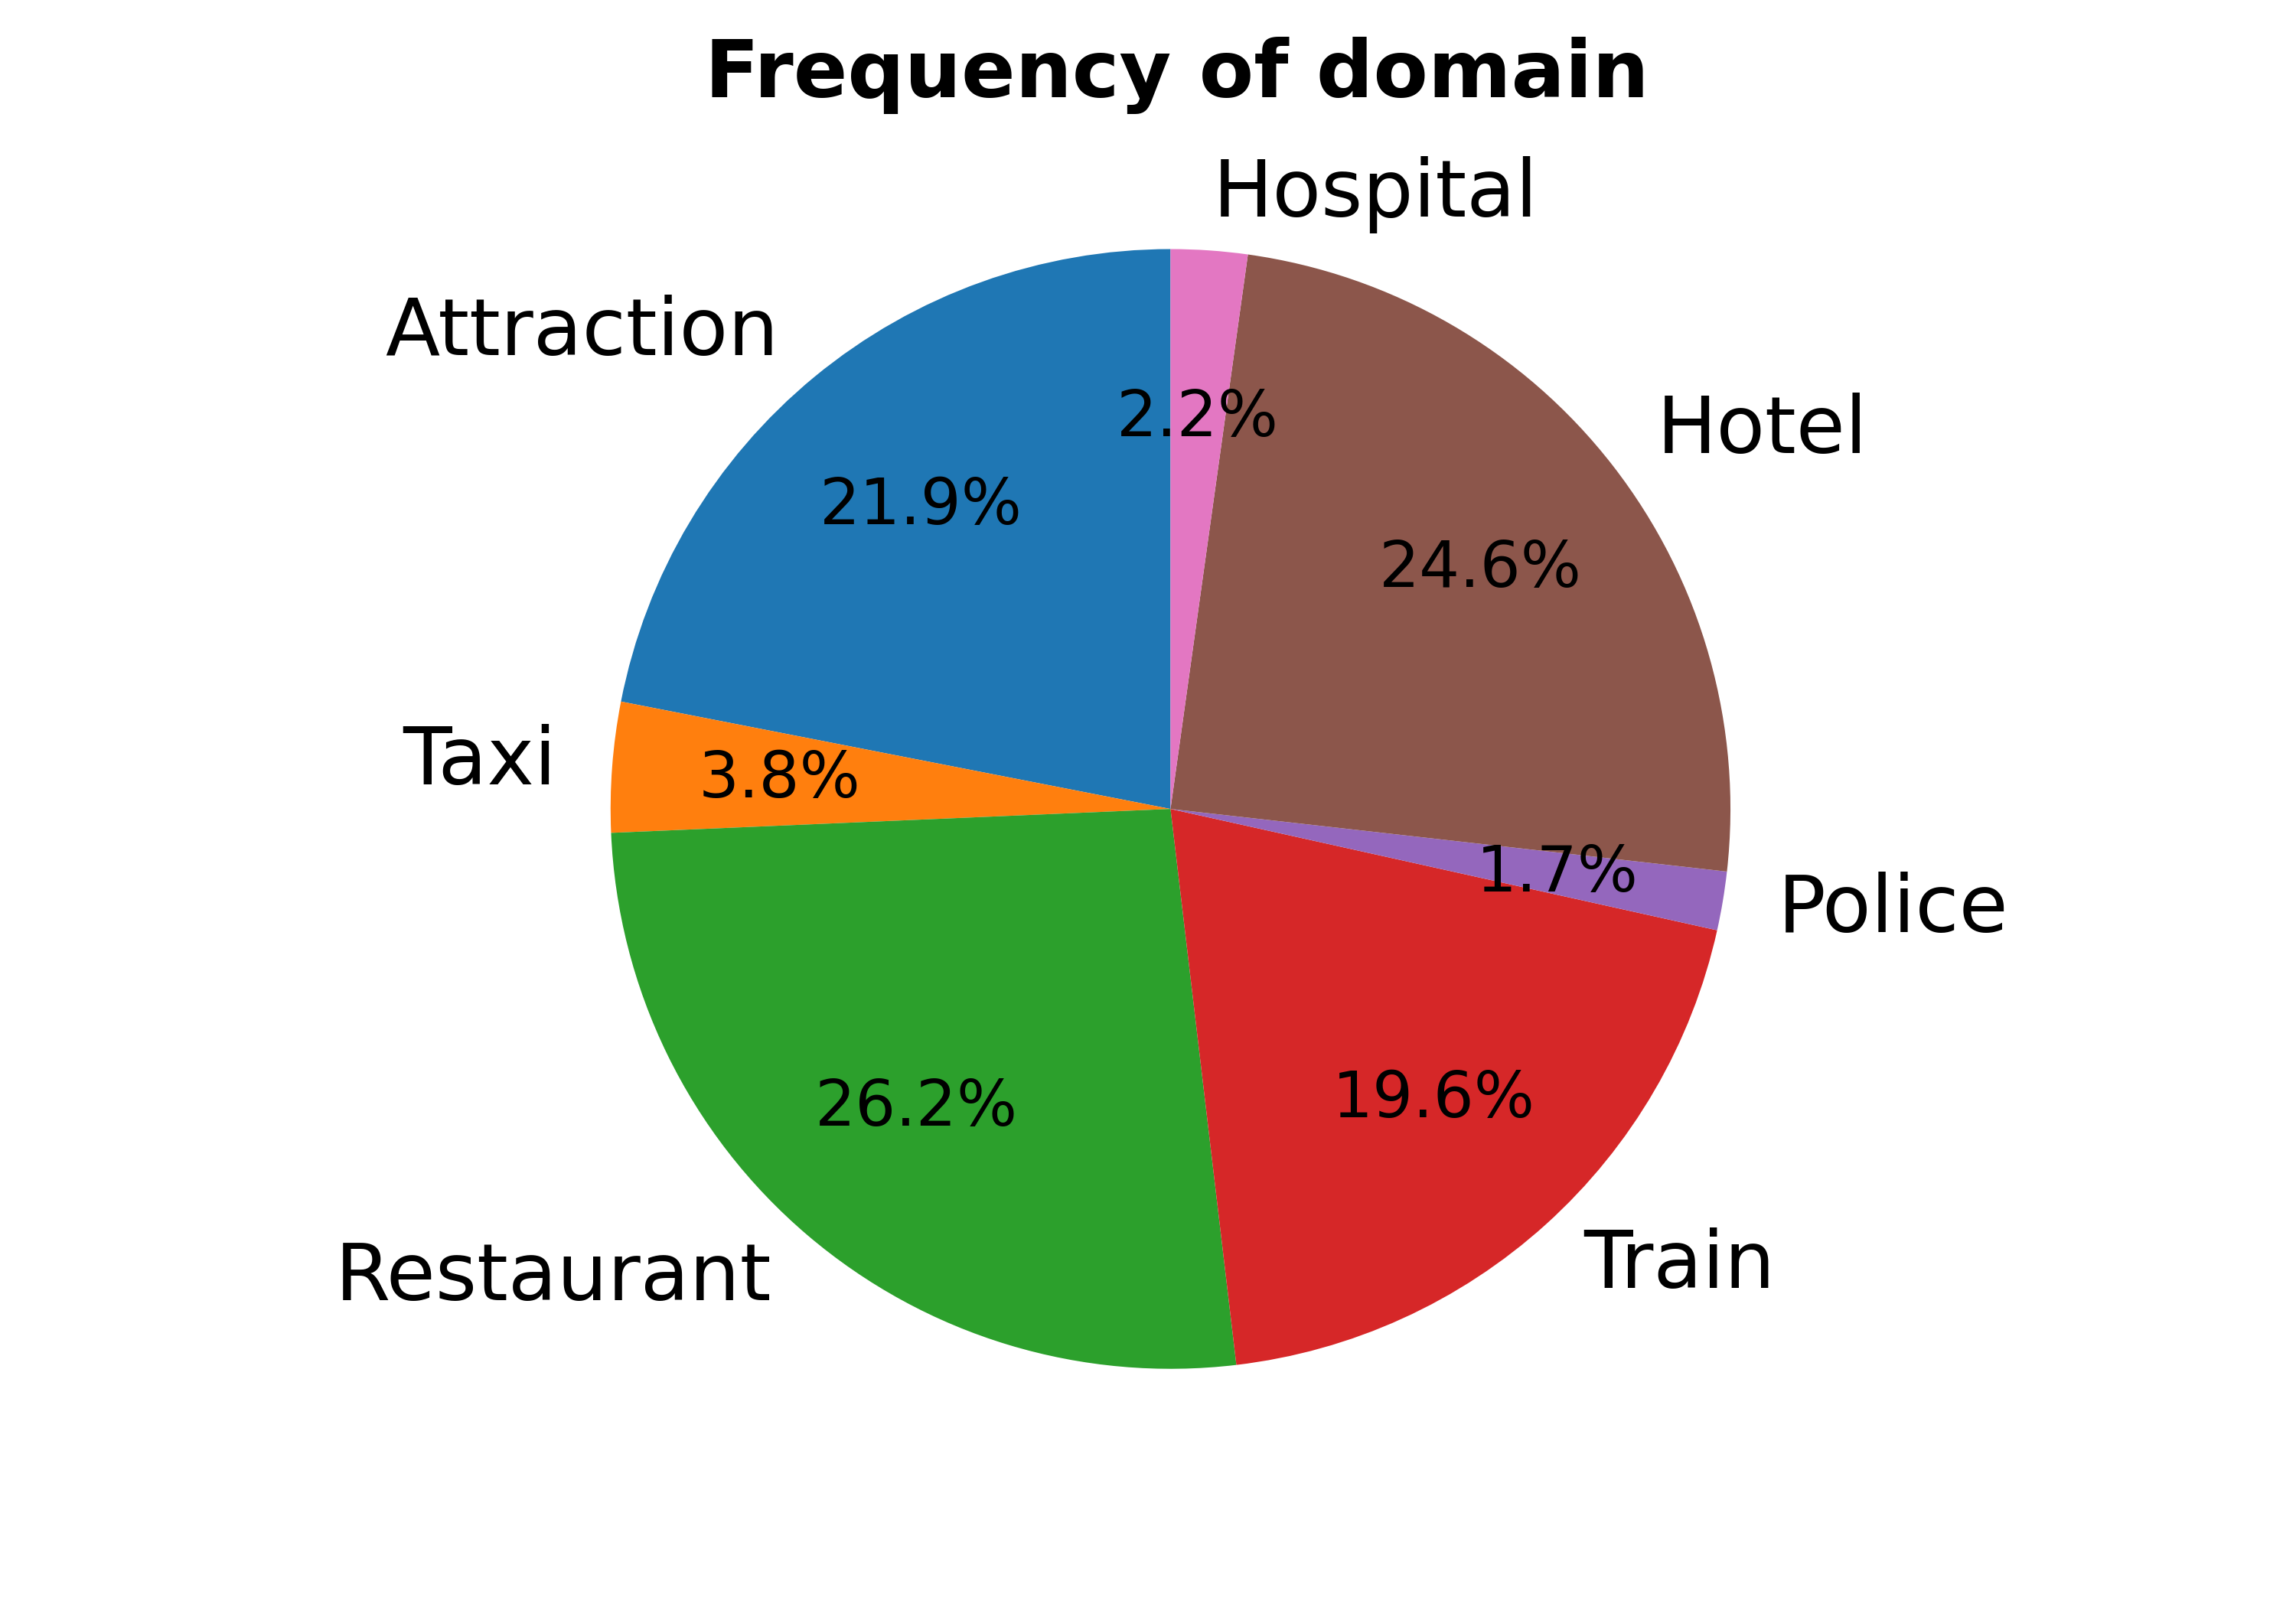 Frequency of domain
Hospital
Attraction
Hotel
2.2%
21.9%
24.6%
Taxi
3.8%
1.7%
Police
26.2%
19.6%
Restaurant
Train